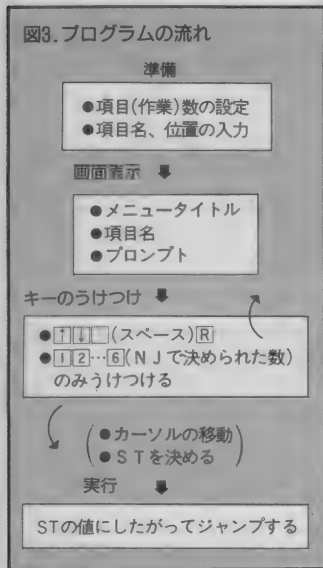 図3.プログラムの流れ
準備
●項目(作業)数の設定
●項目名、位置の入力
画面表示 ↓
●メニュータイトル
●項目名
●プロンプト
キーのうけつけ ↓
●↑↓ (スペース)R
●12…6(NJで決められた数)
のみうけつける
●カーソルの移動
●STを決める
実行 ↓
STの値にしたがってジャンプする